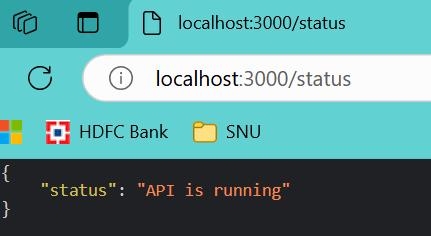 localhost:3000/status
localhost:3000/status
HDFC Bank SNU
{
"status": "API is running"
}